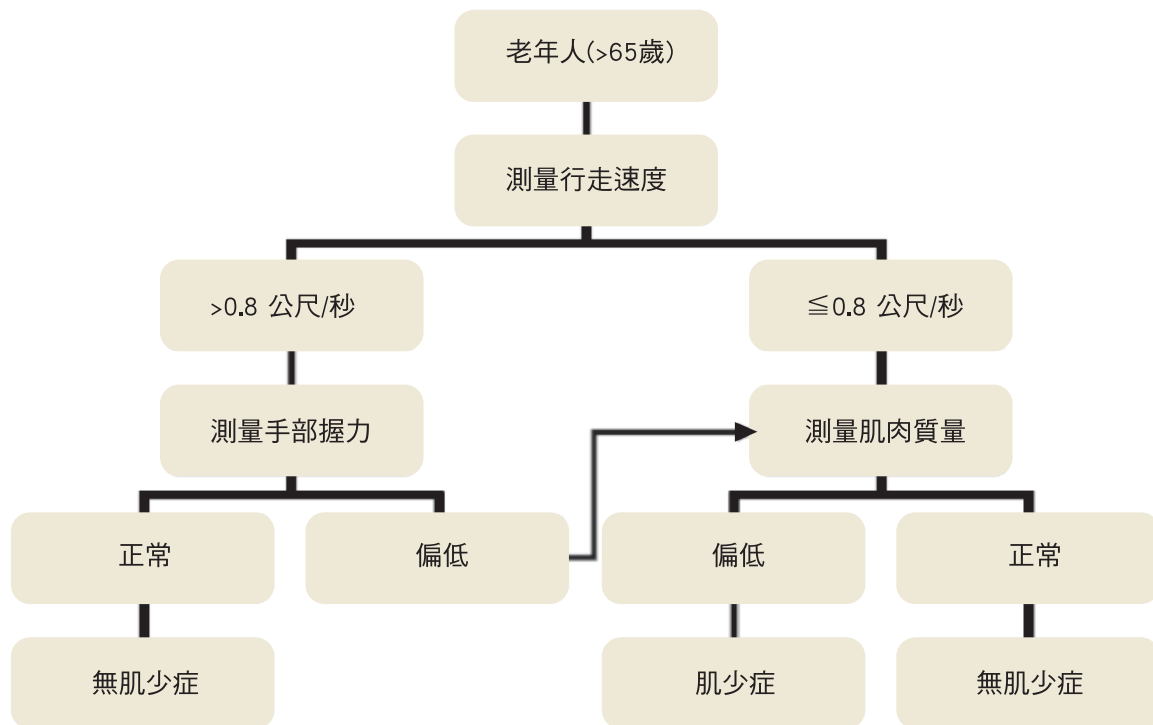 老年人(>65歲)
測量行走速度
>0.8 公尺/秒
≦0.8 公尺/秒
測量手部握力
測量肌肉質量
正常
偏低
偏低
正常
無肌少症
肌少症
無肌少症